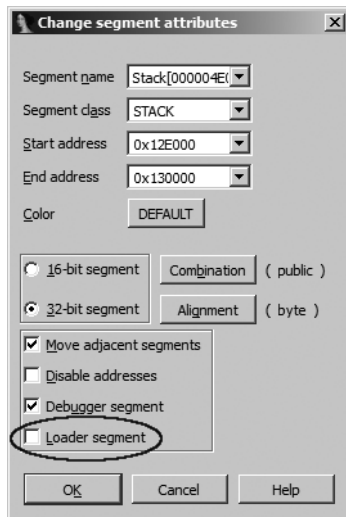 Change segment attributes
Segment name Stack[000004E(
Segment class STACK
Start address 0x12E000
End address 0x130000
Color DEFAULT
16-bit segment Combination ( public )
32-bit segment Alignment ( byte )
Move adjacent segments
Disable addresses
Debugger segment
Loader segment
OK Cancel Help